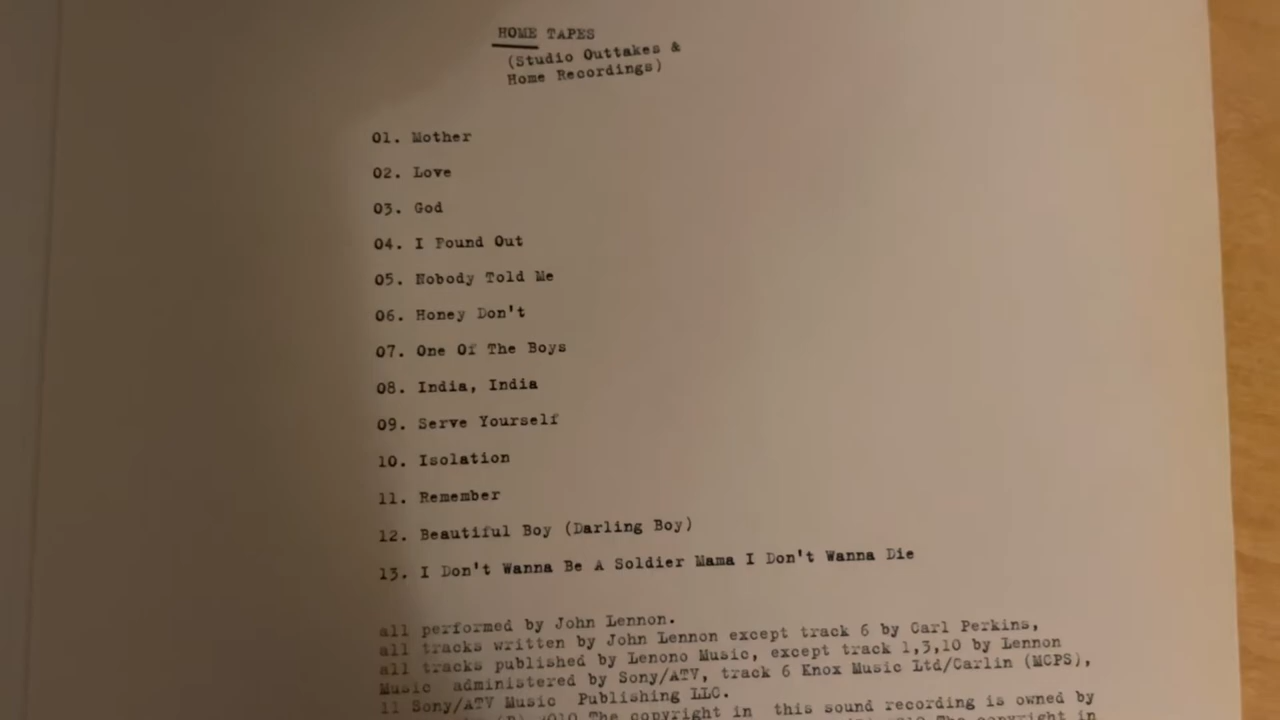 HOME TAPES
(Studio Outtakes &
Home Recordings)
01. Mother
02. Love
03. God
04. I Found Out
05. Nobody Told Me
06. Honey Don't
07. One Of The Boys
08. India, India
09. Serve Yourself
10. Isolation
11. Remember
12. Beautiful Boy (Darling Boy)
13. I Don't Wanna Be A Soldier Mama I Don't Wanna Die
all performed by John Lennon.
all tracks written by John Lennon except track 6 by Carl Perkins,
all tracks published by Lenono Music, except track 1,3,10 by Lennon
Music administered by Sony/ATV, track 6 Knox Music Ltd/Carlin (MCPS),
11 Sony/ATV Music Publishing LLC.
The copyright in this sound recording is owned by